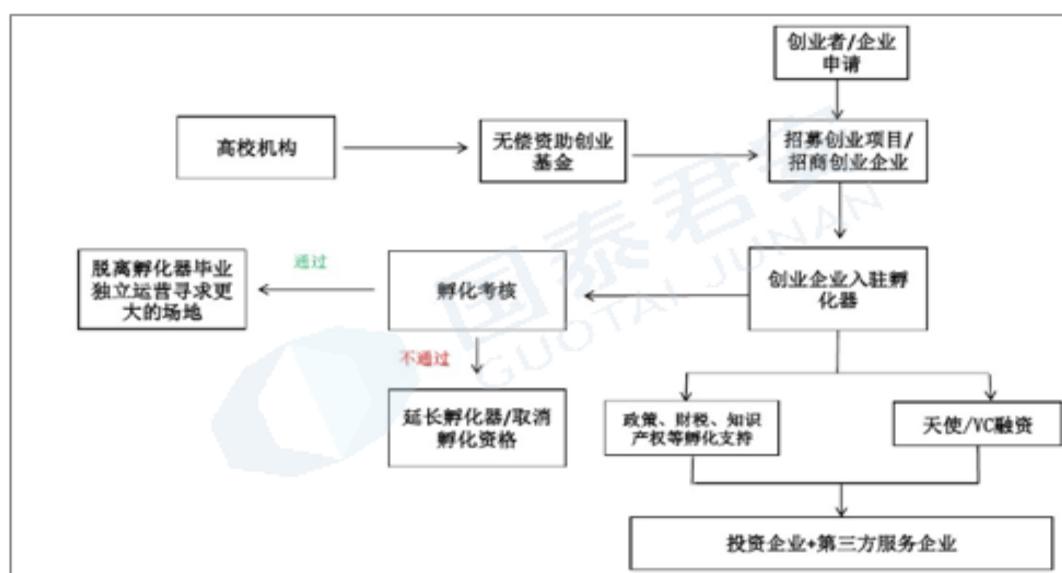 创业者/企业
申请
高校机构
无偿资助创业
基金
招募创业项目/
招商创业企业
脱离孵化器毕业
独立运营寻求更
大的场地
通过
孵化考核
创业企业入驻孵
化器
不通过
延长孵化器/取消
孵化资格
政策、财税、知识
产权等孵化支持
天使/VC融资
投资企业+第三方服务企业
国泰君安
GUOTAI JUNAN